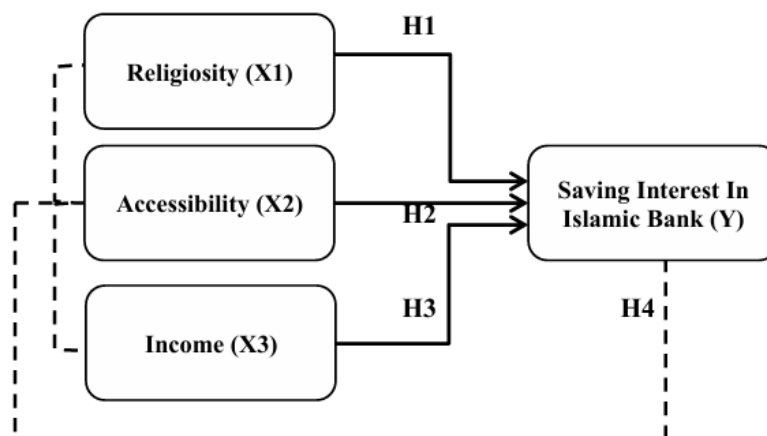 H1
Religiosity (X1)
Accessibility (X2)
H2
Saving Interest In
Islamic Bank (Y)
Income (X3)
H3
H4